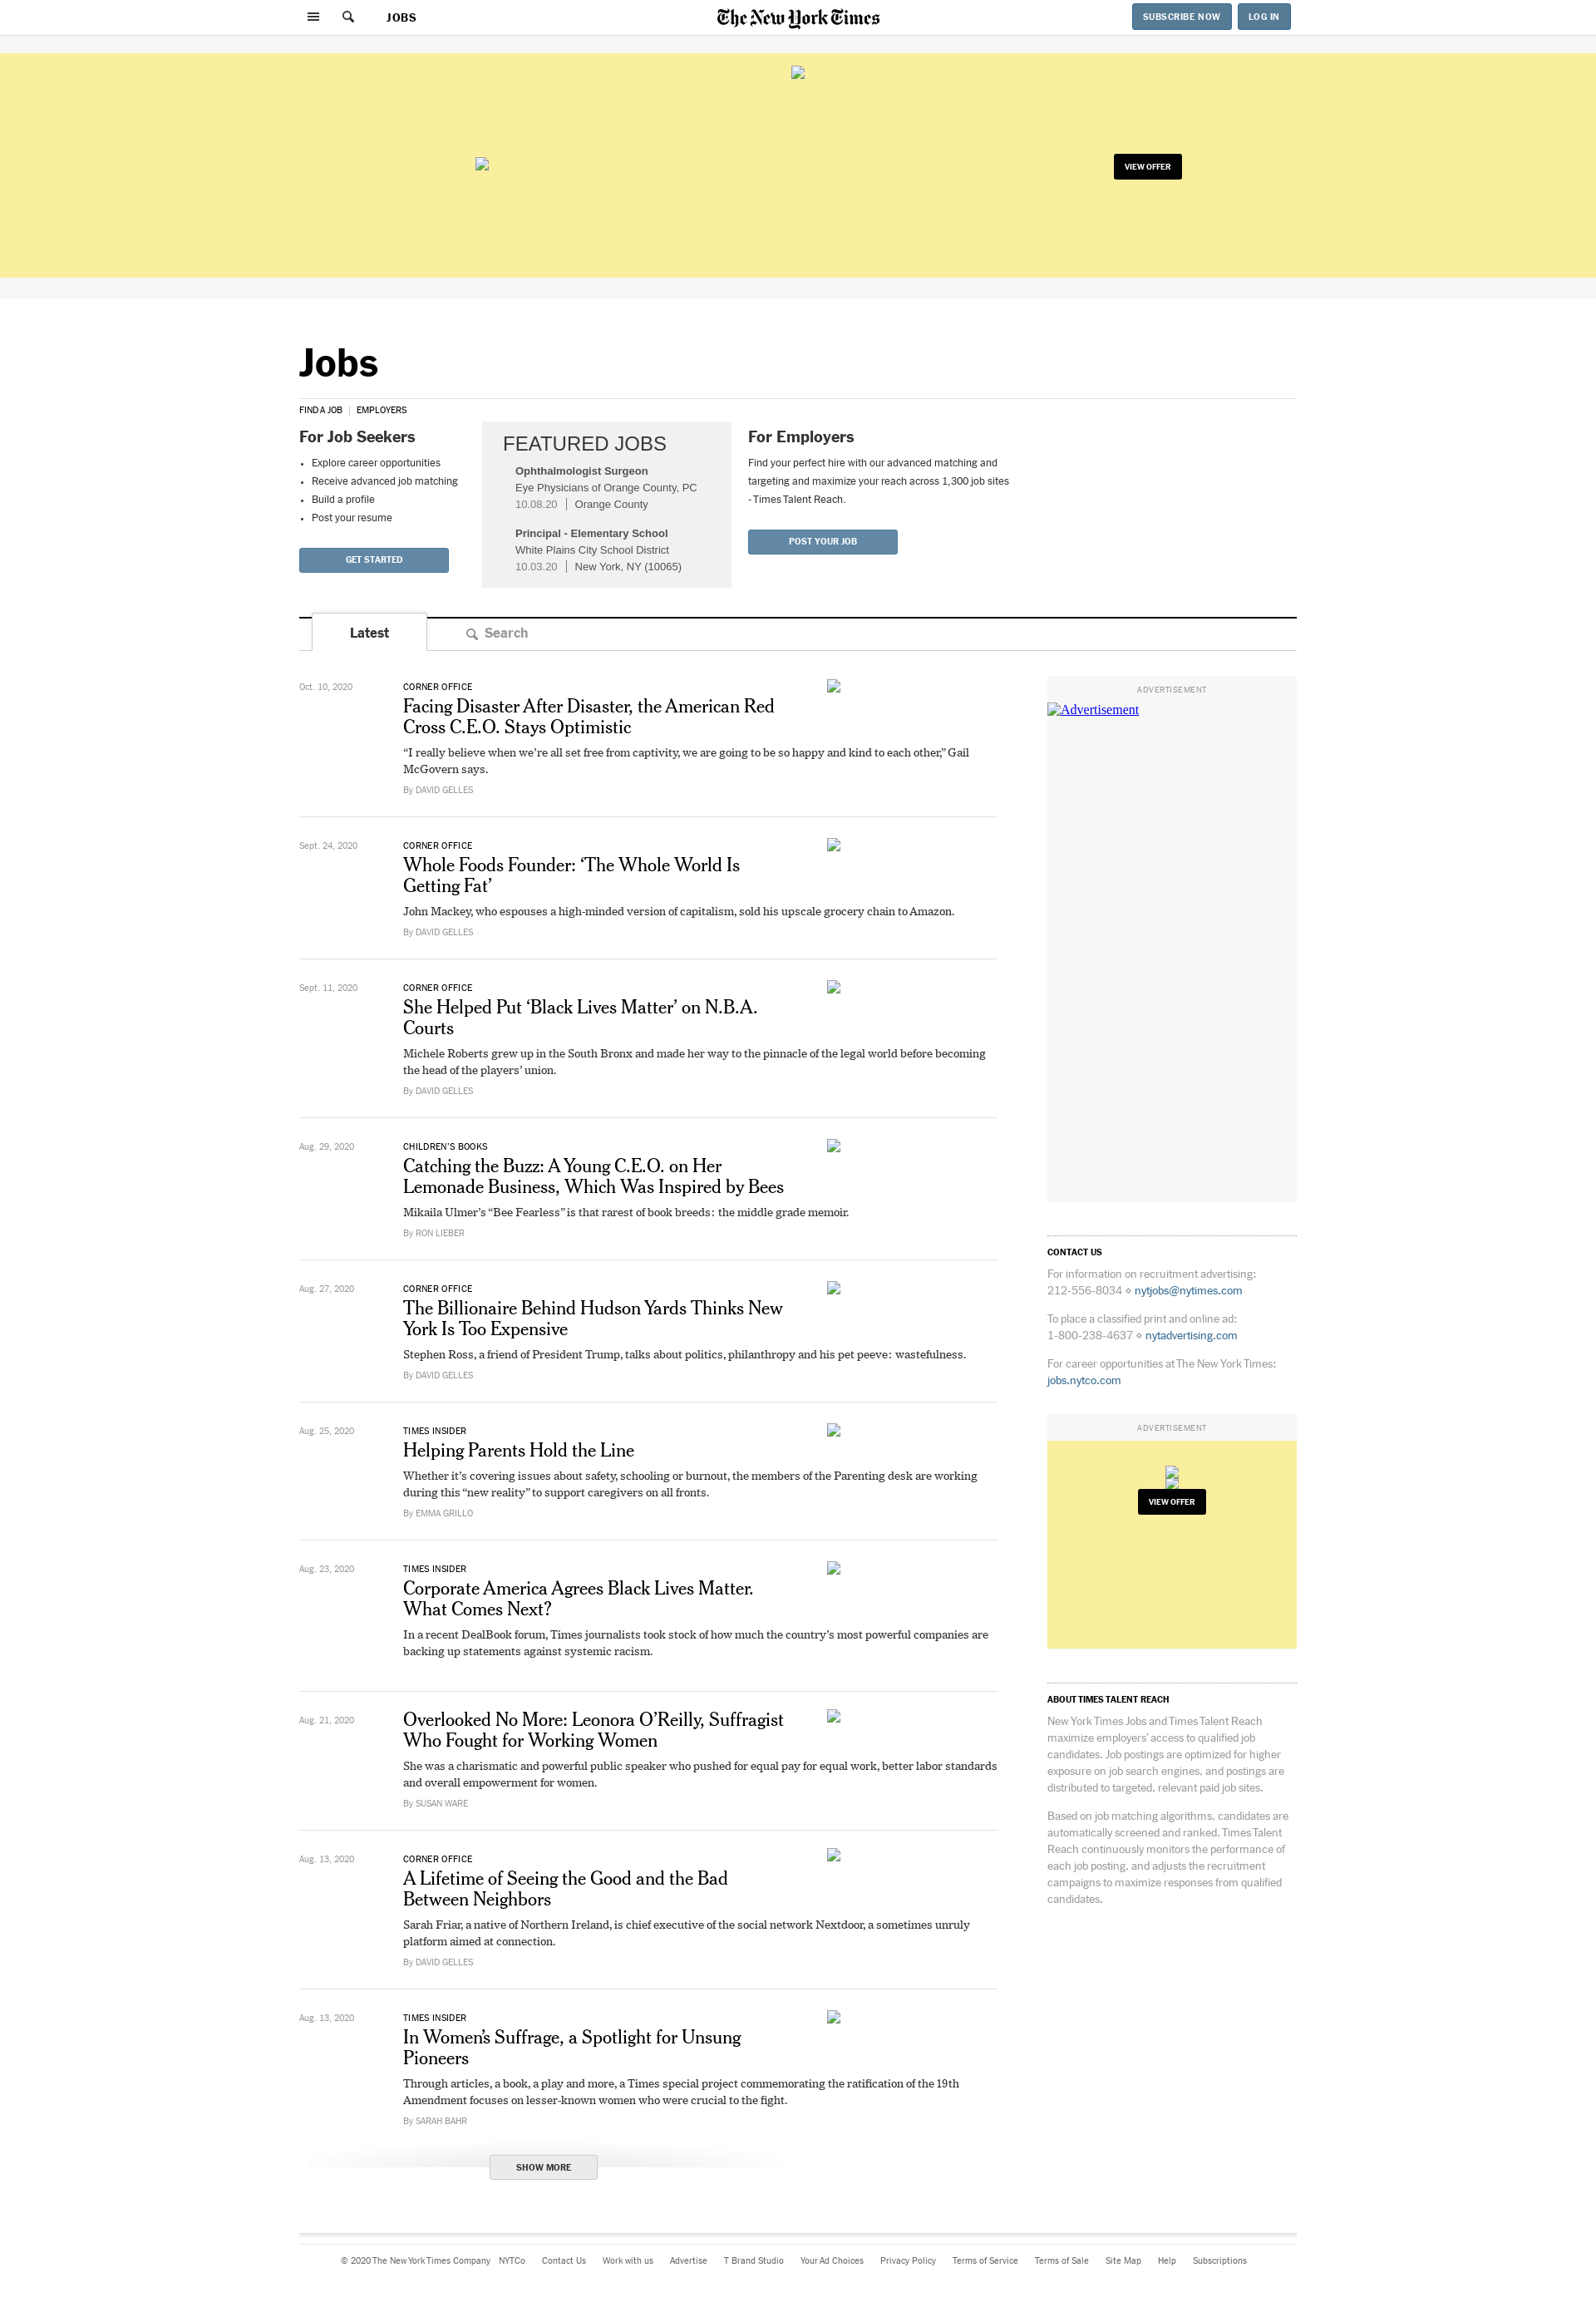 JOBS
The New York Times
SUBSCRIBE NOW
LOG IN
VIEW OFFER
Jobs
FIND A JOB | EMPLOYERS
For Job Seekers
• Explore career opportunities
• Receive advanced job matching
• Build a profile
• Post your resume
GET STARTED
FEATURED JOBS
Ophthalmologist Surgeon
Eye Physicians of Orange County, PC
10.08.20 | Orange County
Principal - Elementary School
White Plains City School District
10.03.20 | New York, NY (10065)
For Employers
Find your perfect hire with our advanced matching and
targeting and maximize your reach across 1,300 job sites
- Times Talent Reach.
POST YOUR JOB
Latest
Search
Oct. 10, 2020
CORNER OFFICE
Facing Disaster After Disaster, the American Red
Cross C.E.O. Stays Optimistic
“I really believe when we’re all set free from captivity, we are going to be so happy and kind to each other,” Gail
McGovern says.
By DAVID GELLES
Sept. 24, 2020
CORNER OFFICE
Whole Foods Founder: ‘The Whole World Is
Getting Fat’
John Mackey, who espouses a high-minded version of capitalism, sold his upscale grocery chain to Amazon.
By DAVID GELLES
Sept. 11, 2020
CORNER OFFICE
She Helped Put ‘Black Lives Matter’ on N.B.A.
Courts
Michele Roberts grew up in the South Bronx and made her way to the pinnacle of the legal world before becoming
the head of the players’ union.
By DAVID GELLES
Aug. 29, 2020
CHILDREN’S BOOKS
Catching the Buzz: A Young C.E.O. on Her
Lemonade Business, Which Was Inspired by Bees
Mikaila Ulmer’s “Bee Fearless” is that rarest of book breeds: the middle grade memoir.
By RON LIEBER
Aug. 27, 2020
CORNER OFFICE
The Billionaire Behind Hudson Yards Thinks New
York Is Too Expensive
Stephen Ross, a friend of President Trump, talks about politics, philanthropy and his pet peeve: wastefulness.
By DAVID GELLES
Aug. 25, 2020
TIMES INSIDER
Helping Parents Hold the Line
Whether it’s covering issues about safety, schooling or burnout, the members of the Parenting desk are working
during this “new reality” to support caregivers on all fronts.
By EMMA GRILLO
Aug. 23, 2020
TIMES INSIDER
Corporate America Agrees Black Lives Matter.
What Comes Next?
In a recent DealBook forum, Times journalists took stock of how much the country’s most powerful companies are
backing up statements against systemic racism.
Aug. 21, 2020
Overlooked No More: Leonora O’Reilly, Suffragist
Who Fought for Working Women
She was a charismatic and powerful public speaker who pushed for equal pay for equal work, better labor standards
and overall empowerment for women.
By SUSAN WARE
Aug. 13, 2020
CORNER OFFICE
A Lifetime of Seeing the Good and the Bad
Between Neighbors
Sarah Friar, a native of Northern Ireland, is chief executive of the social network Nextdoor, a sometimes unruly
platform aimed at connection.
By DAVID GELLES
Aug. 13, 2020
TIMES INSIDER
In Women’s Suffrage, a Spotlight for Unsung
Pioneers
Through articles, a book, a play and more, a Times special project commemorating the ratification of the 19th
Amendment focuses on lesser-known women who were crucial to the fight.
By SARAH BAHR
SHOW MORE
ADVERTISEMENT
Advertisement
CONTACT US
For information on recruitment advertising:
212-556-8034 ⋄ nytjobs@nytimes.com
To place a classified print and online ad:
1-800-238-4637 ⋄ nytadvertising.com
For career opportunities at The New York Times:
jobs.nytco.com
ADVERTISEMENT
VIEW OFFER
ABOUT TIMES TALENT REACH
New York Times Jobs and Times Talent Reach
maximize employers’ access to qualified job
candidates. Job postings are optimized for higher
exposure on job search engines, and postings are
distributed to targeted, relevant paid job sites.
Based on job matching algorithms, candidates are
automatically screened and ranked. Times Talent
Reach continuously monitors the performance of
each job posting, and adjusts the recruitment
campaigns to maximize responses from qualified
candidates.
© 2020 The New York Times Company NYTCo Contact Us Work with us Advertise T Brand Studio Your Ad Choices Privacy Policy Terms of Service Terms of Sale Site Map Help Subscriptions